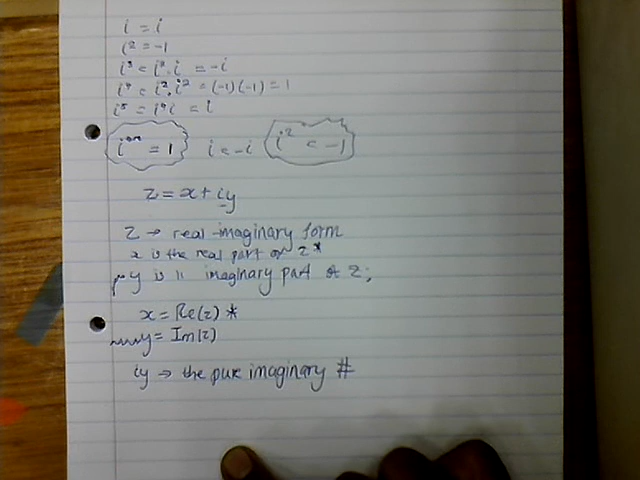 i = i
i² = -1
i³ = i².i = -i
i⁴ = i².i² = (-1)(-1) = 1
i⁵ = i⁴i = i
i⁴ⁿ = 1 i = -i i² = -1
z = x + iy
z → real-imaginary form
x is the real part of z *
y is " imaginary part of z;
x = Re(z) *
y = Im(z)
iy → the pure imaginary #